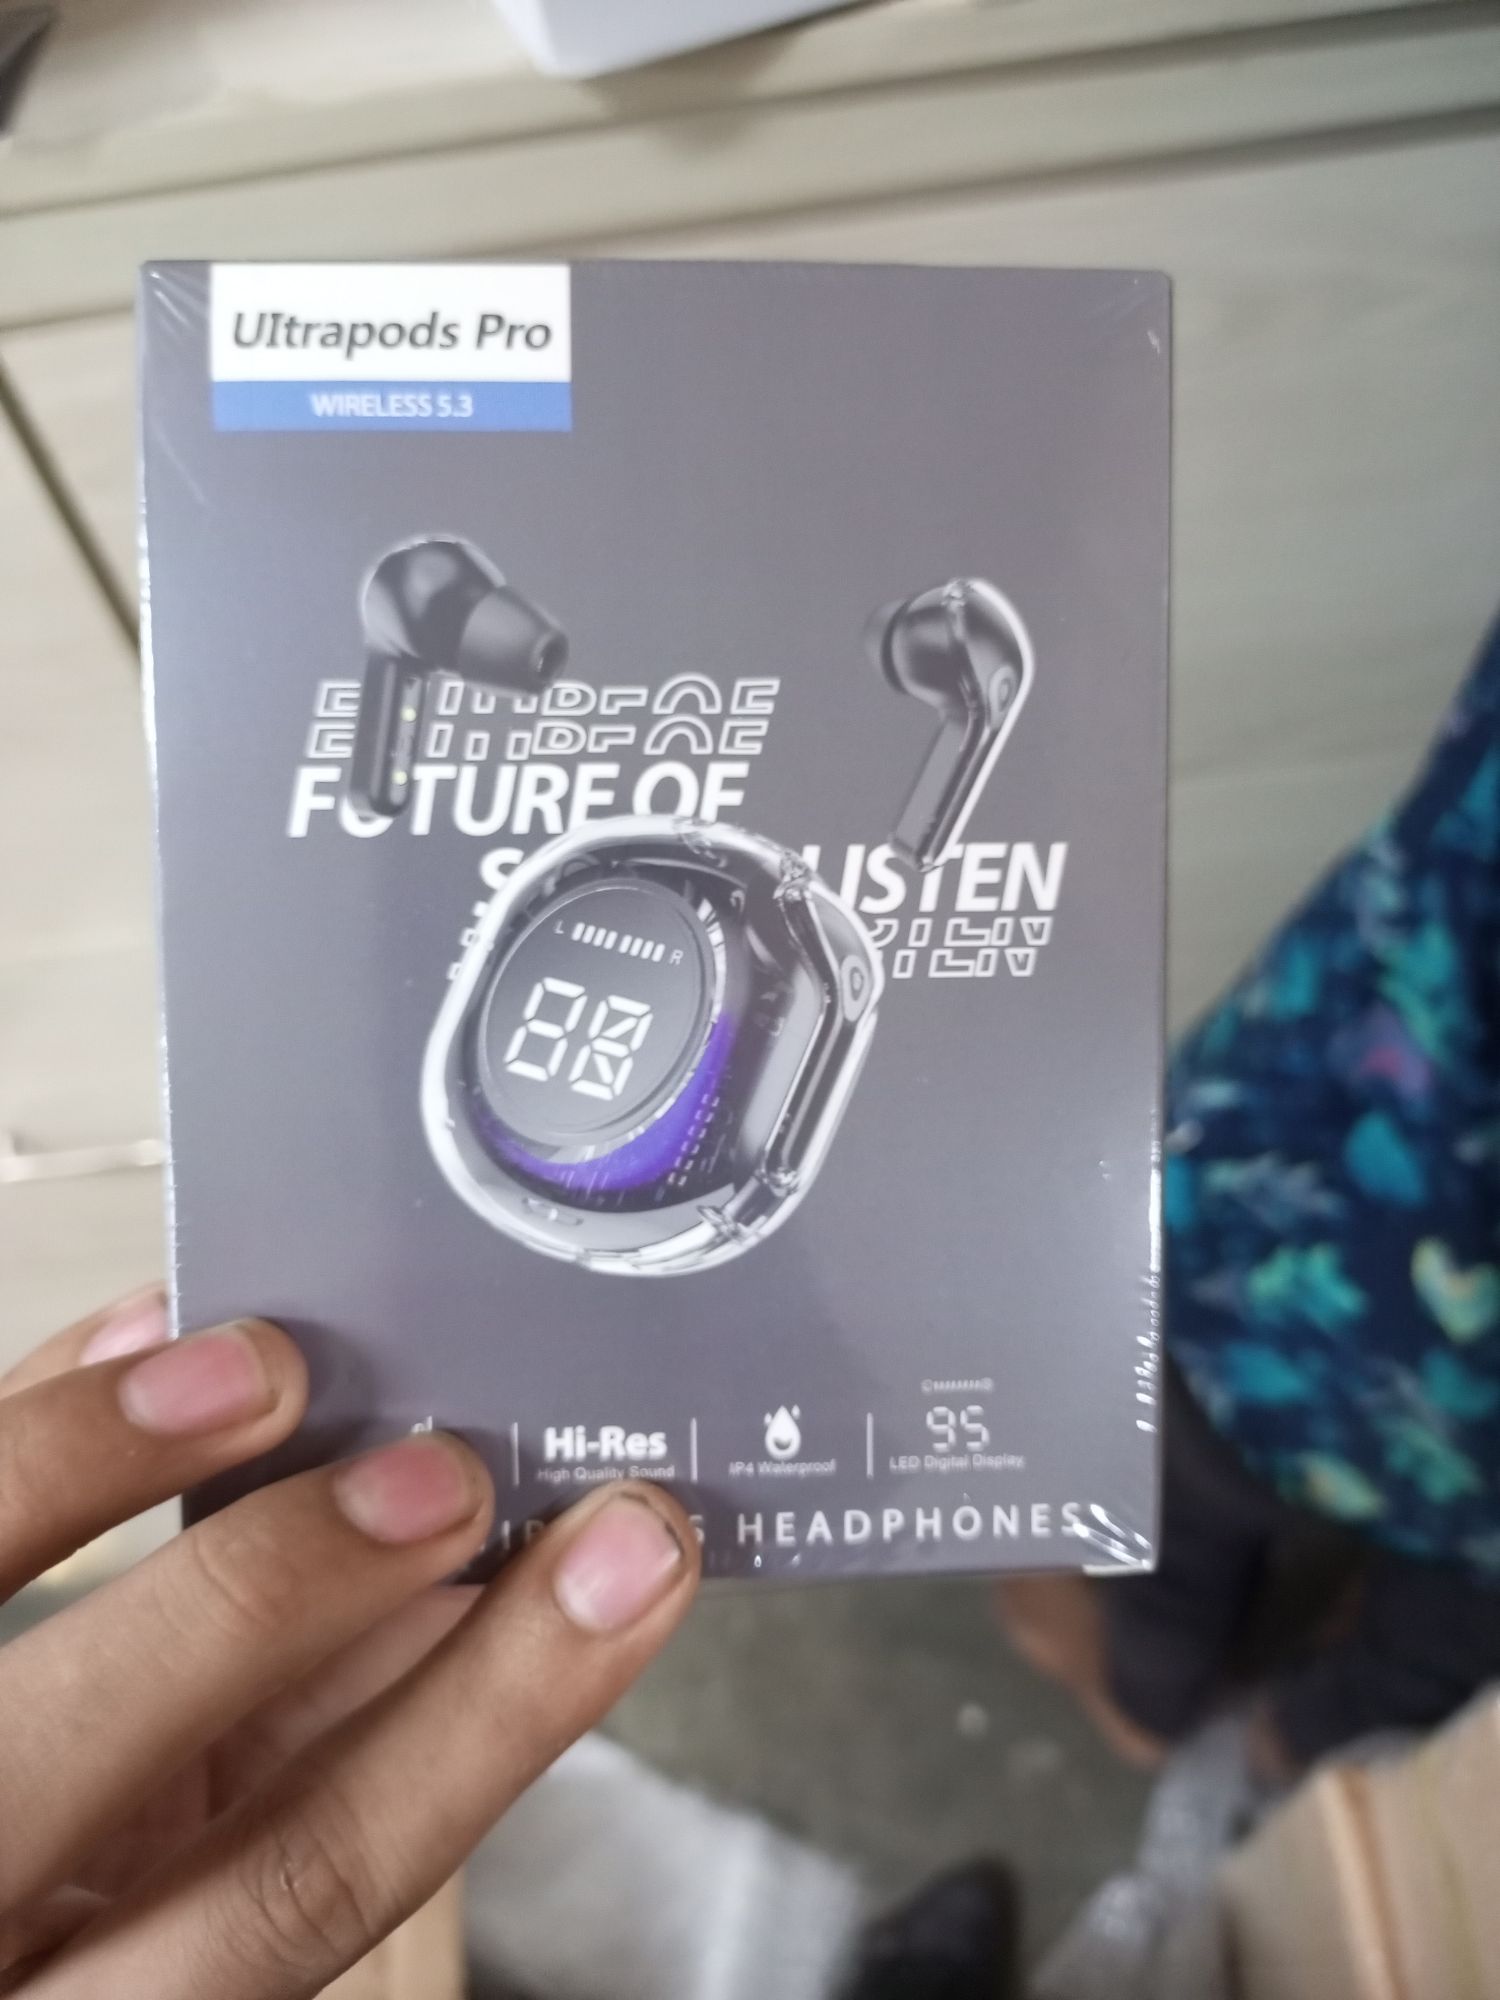 UItrapods Pro
WIRELESS 5.3
FUTURE OF
LISTEN
L R
88
Hi-Res
High Quality Sound
IP4 Waterproof
95
LED Digital Display
HEADPHONES